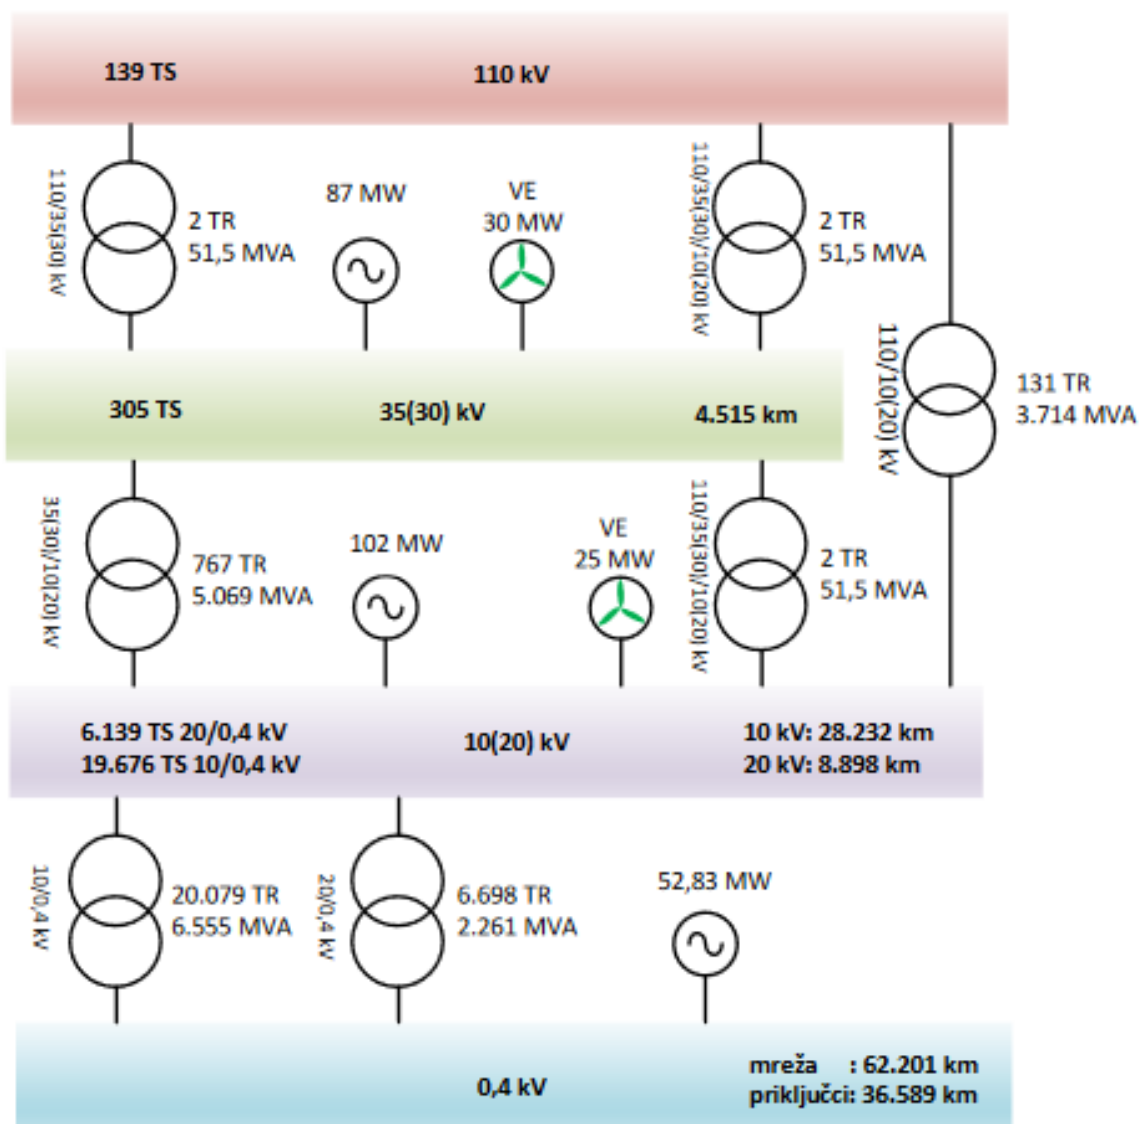 139 TS
110 kV
110/35(30) kV
2 TR
51,5 MVA
87 MW
VE
30 MW
110/35(30)/10(20) kV
2 TR
51,5 MVA
110/10(20) kV
131 TR
3.714 MVA
305 TS
35(30) kV
4.515 km
35(30)/10(20) kV
767 TR
5.069 MVA
102 MW
VE
25 MW
110/35(30)/10(20) kV
2 TR
51,5 MVA
6.139 TS 20/0,4 kV
19.676 TS 10/0,4 kV
10(20) kV
10 kV: 28.232 km
20 kV: 8.898 km
10/0,4 kV
20.079 TR
6.555 MVA
20/0,4 kV
6.698 TR
2.261 MVA
52,83 MW
0,4 kV
mreža : 62.201 km
priključci: 36.589 km